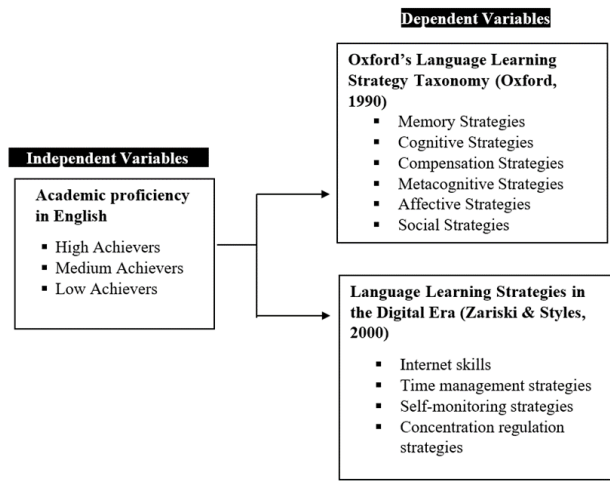 Dependent Variables
Oxford's Language Learning
Strategy Taxonomy (Oxford,
1990)
▪ Memory Strategies
▪ Cognitive Strategies
▪ Compensation Strategies
▪ Metacognitive Strategies
▪ Affective Strategies
▪ Social Strategies
Independent Variables
Academic proficiency
in English
▪ High Achievers
▪ Medium Achievers
▪ Low Achievers
Language Learning Strategies in
the Digital Era (Zariski & Styles,
2000)
▪ Internet skills
▪ Time management strategies
▪ Self-monitoring strategies
▪ Concentration regulation
strategies